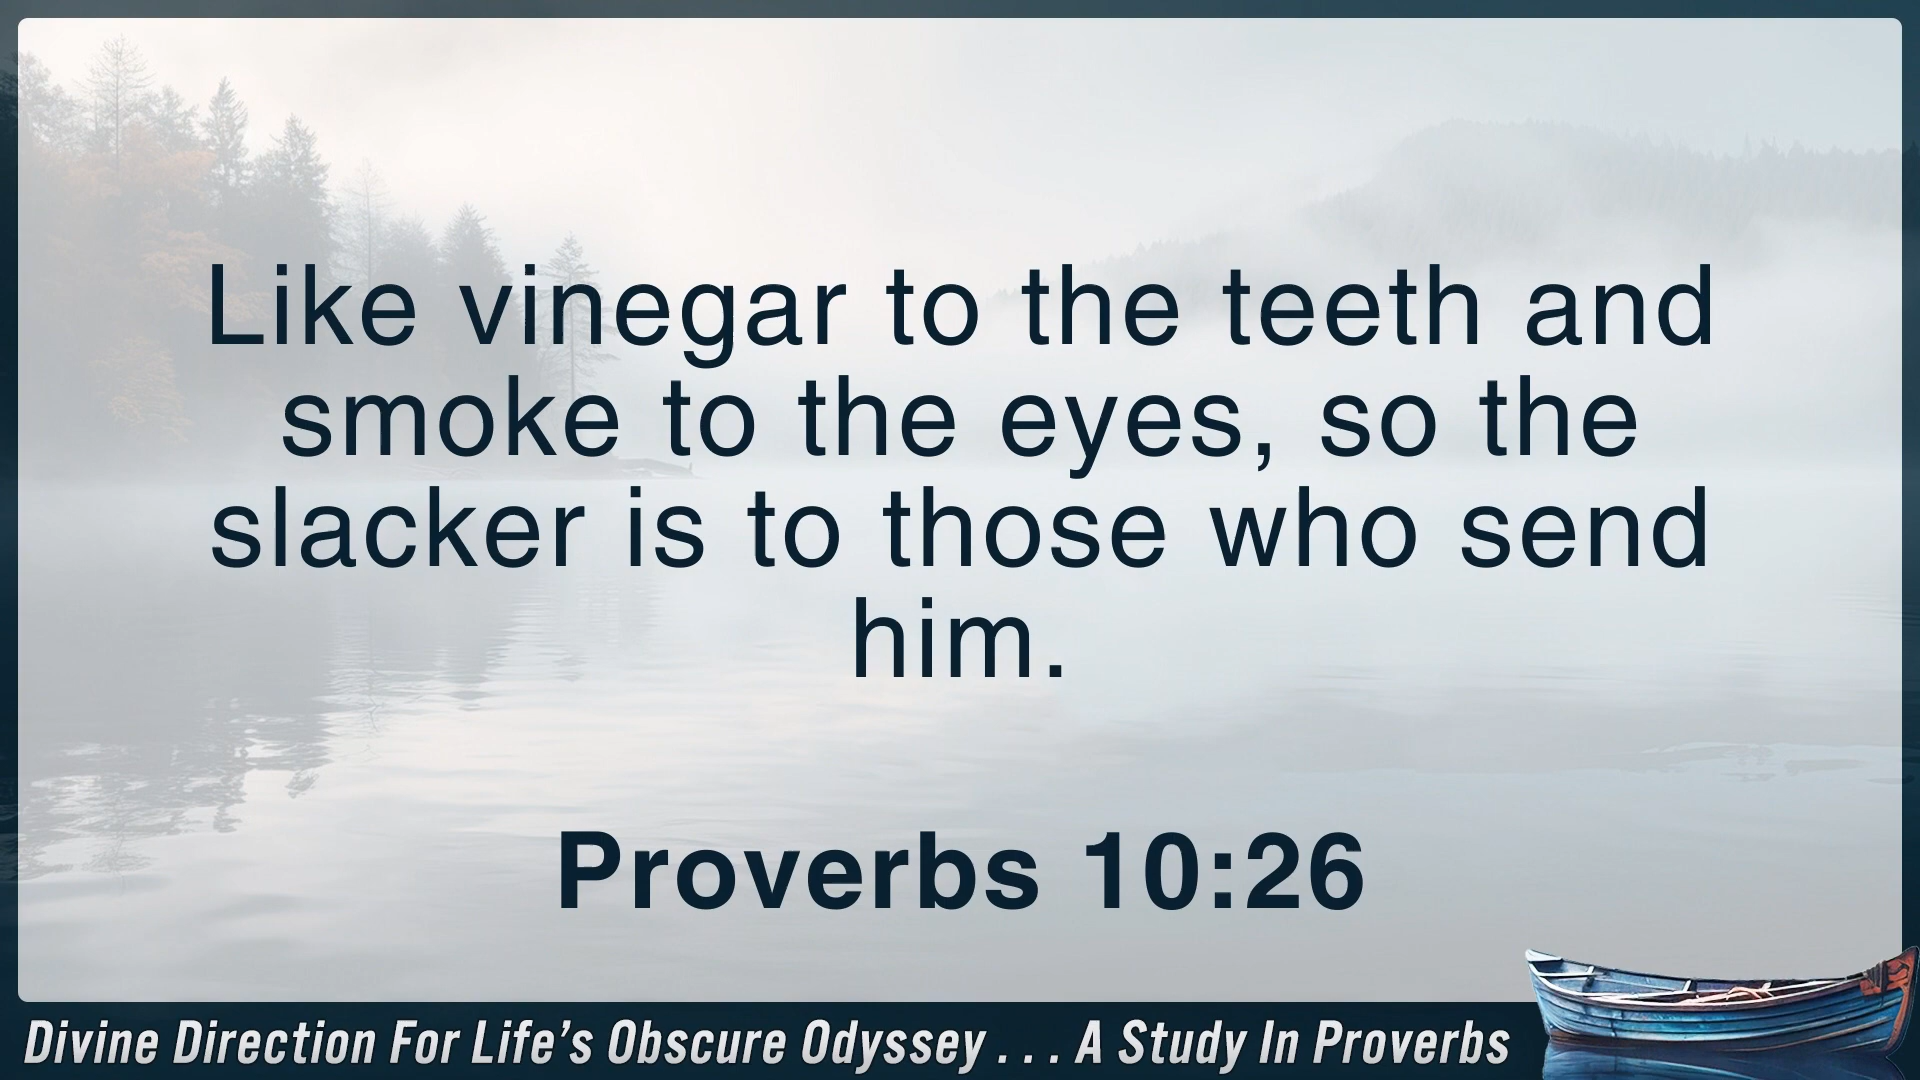 Like vinegar to the teeth and
smoke to the eyes, so the
slacker is to those who send
him.
Proverbs 10:26
Divine Direction For Life’s Obscure Odyssey . . . A Study In Proverbs